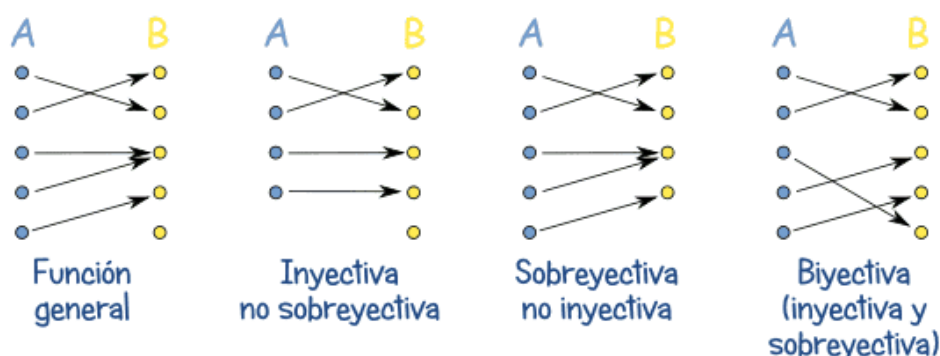 A B A B A B A B
Función
general
Inyectiva
no sobreyectiva
Sobreyectiva
no inyectiva
Biyectiva
(inyectiva y
sobreyectiva)